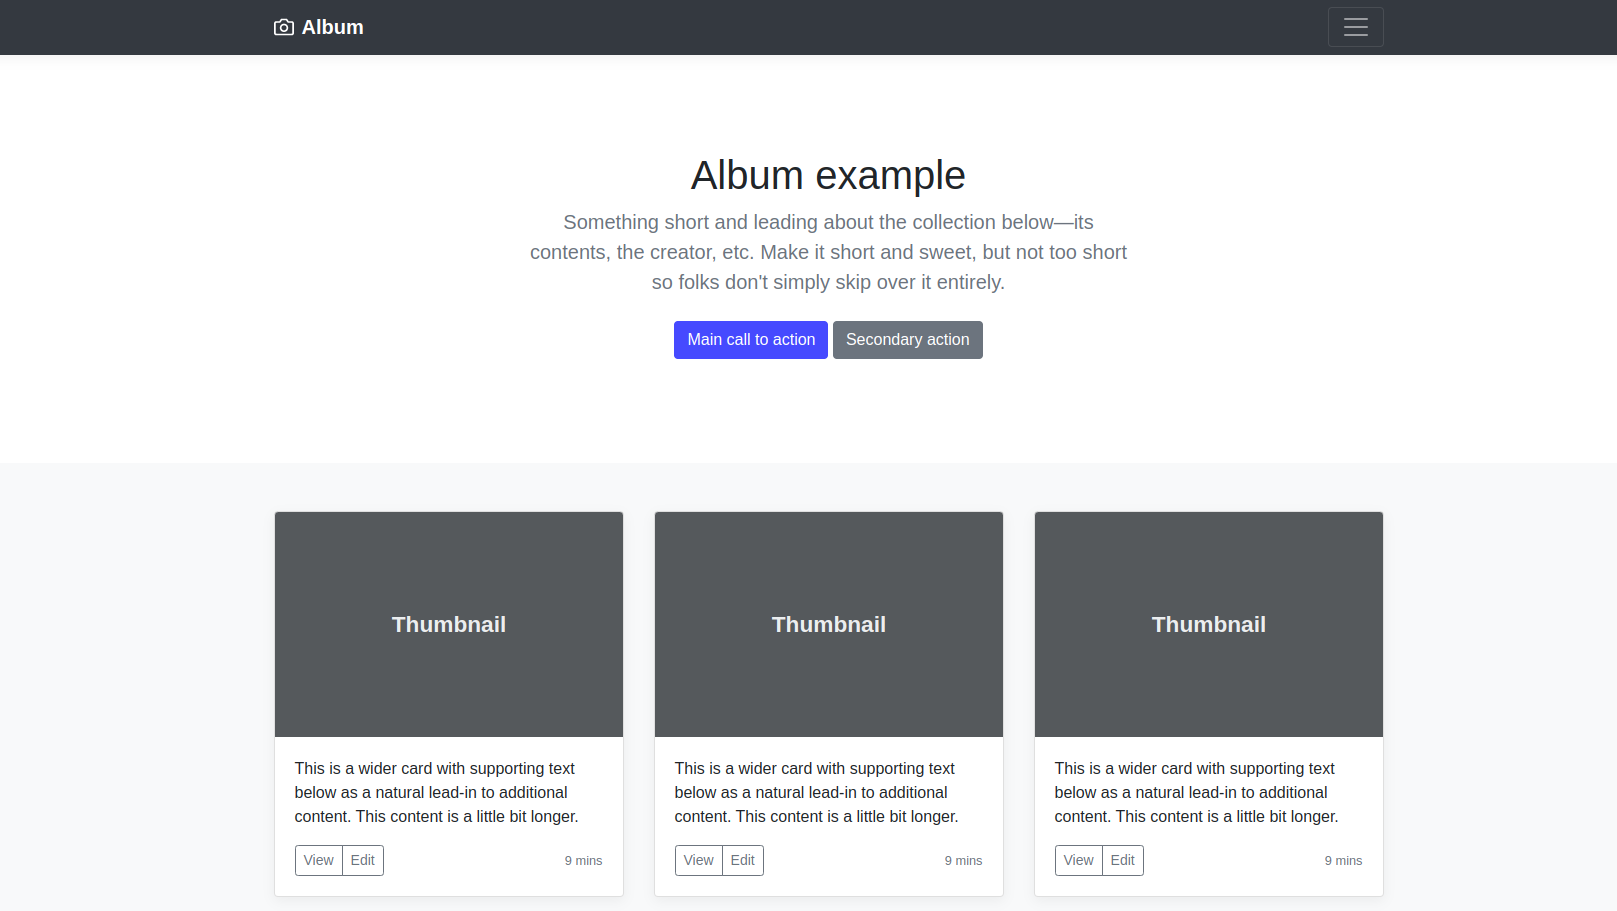 Album
Album example
Something short and leading about the collection below—its
contents, the creator, etc. Make it short and sweet, but not too short
so folks don't simply skip over it entirely.
Main call to action Secondary action
Thumbnail
This is a wider card with supporting text
below as a natural lead-in to additional
content. This content is a little bit longer.
View Edit 9 mins
Thumbnail
This is a wider card with supporting text
below as a natural lead-in to additional
content. This content is a little bit longer.
View Edit 9 mins
Thumbnail
This is a wider card with supporting text
below as a natural lead-in to additional
content. This content is a little bit longer.
View Edit 9 mins